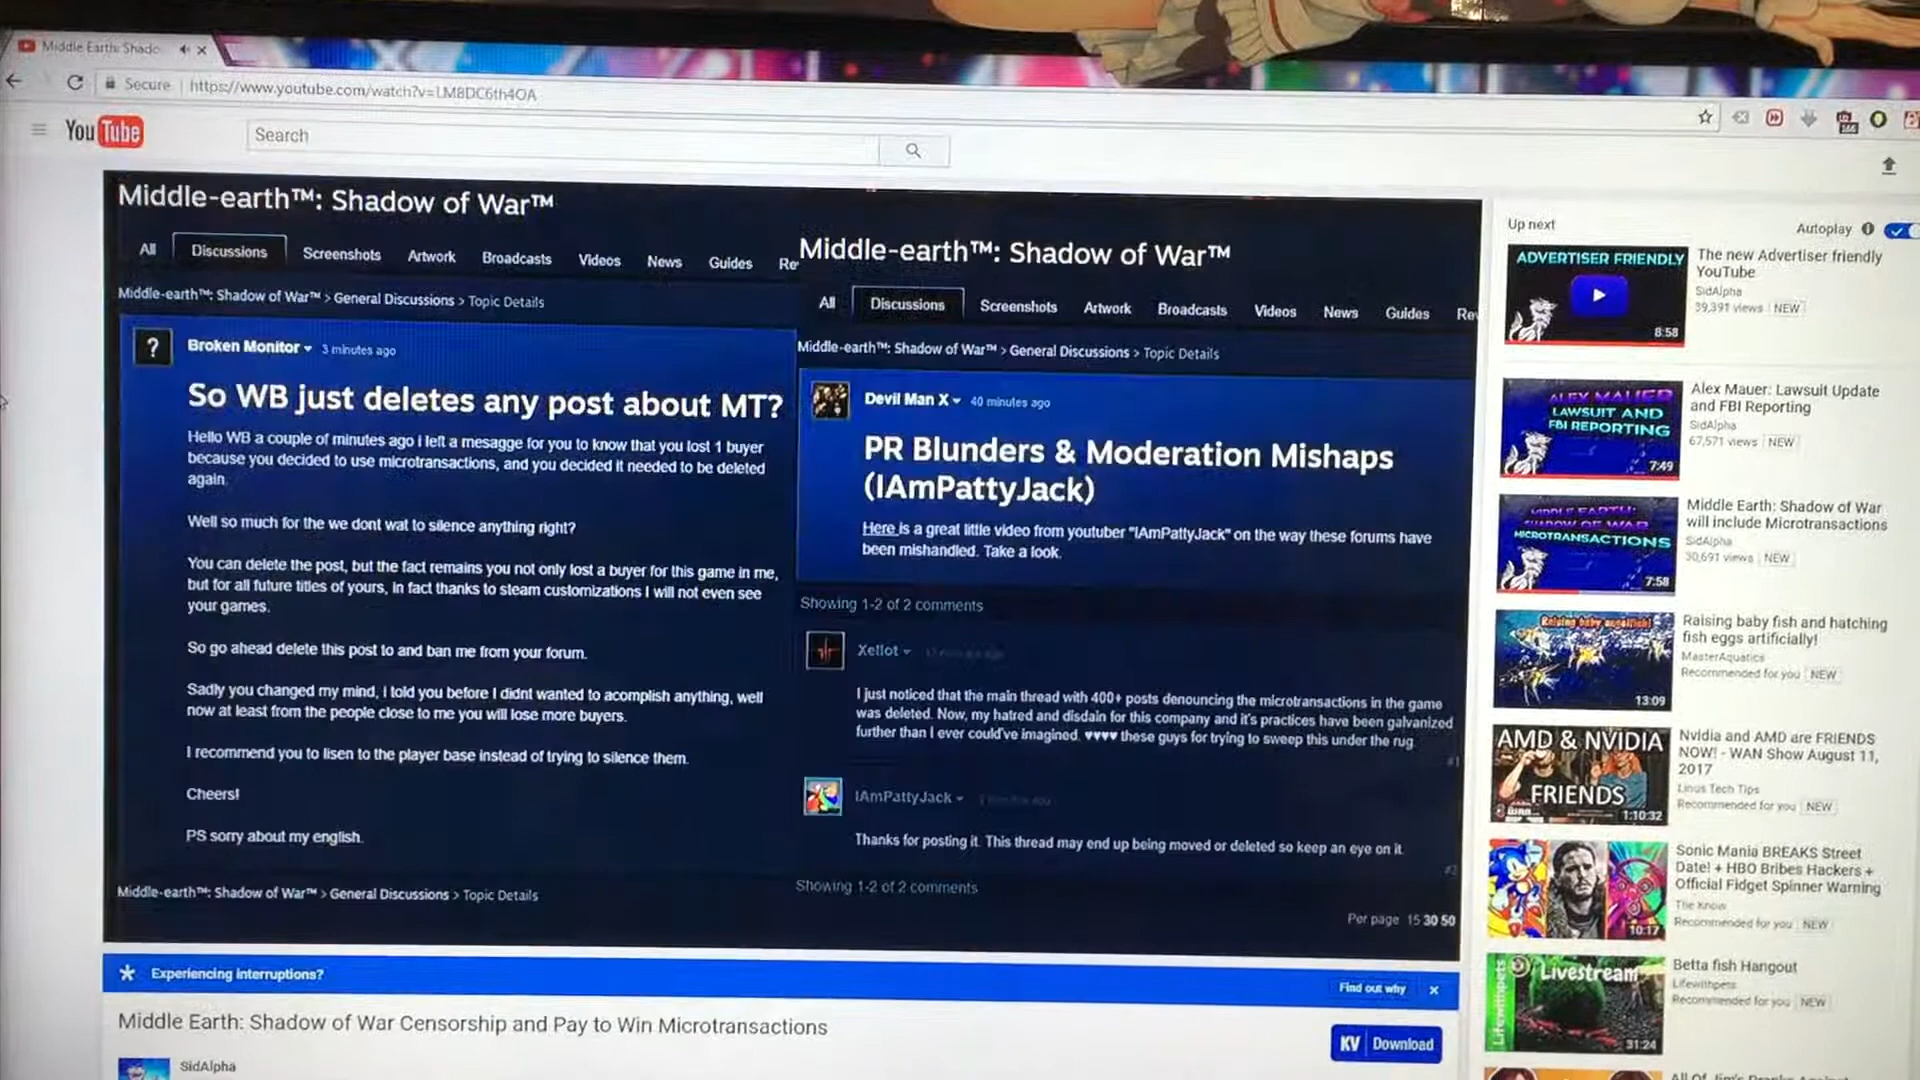 Middle Earth: Shado
Secure
https://www.youtube.com/watch?v=LM8DC6th4OA
YouTube
Search
Middle-earth™: Shadow of War™
All Discussions Screenshots Artwork Broadcasts Videos News Guides Re
Middle-earth™: Shadow of War™ > General Discussions > Topic Details
? Broken Monitor 3 minutes ago
So WB just deletes any post about MT?
Hello WB a couple of minutes ago i left a mesagge for you to know that you lost 1 buyer
because you decided to use microtransactions, and you decided it needed to be deleted
again.
Well so much for the we dont wat to silence anything right?
You can delete the post, but the fact remains you not only lost a buyer for this game in me,
but for all future titles of yours, in fact thanks to steam customizations I will not even see
your games.
So go ahead delete this post to and ban me from your forum.
Sadly you changed my mind, i told you before I didnt wanted to acomplish anything, well
now at least from the people close to me you will lose more buyers.
I recommend you to lisen to the player base instead of trying to silence them.
Cheers!
PS sorry about my english.
Middle-earth™: Shadow of War™ > General Discussions > Topic Details
Middle-earth™: Shadow of War™
All Discussions Screenshots Artwork Broadcasts Videos News Guides Rev
Middle-earth™: Shadow of War™ > General Discussions > Topic Details
Devil Man X 40 minutes ago
PR Blunders & Moderation Mishaps
(IAmPattyJack)
Here is a great little video from youtuber "IAmPattyJack" on the way these forums have
been mishandled. Take a look.
Showing 1-2 of 2 comments
Xellot
I just noticed that the main thread with 400+ posts denouncing the microtransactions in the game
was deleted. Now, my hatred and disdain for this company and it's practices have been galvanized
further than I ever could've imagined. ♥♥♥♥ these guys for trying to sweep this under the rug.
#1
IAmPattyJack
Thanks for posting it. This thread may end up being moved or deleted so keep an eye on it.
#2
Showing 1-2 of 2 comments
Per page 15 30 50
Experiencing interruptions?
Find out why
Middle Earth: Shadow of War Censorship and Pay to Win Microtransactions
KV Download
SidAlpha
Up next
Autoplay
ADVERTISER FRIENDLY
8:58
The new Advertiser friendly
YouTube
SidAlpha
39,391 views NEW
ALEX MAUER
LAWSUIT AND
FBI REPORTING
7:49
Alex Mauer: Lawsuit Update
and FBI Reporting
SidAlpha
67,571 views NEW
MIDDLE EARTH:
SHADOW OF WAR
MICROTRANSACTIONS
7:58
Middle Earth: Shadow of War
will include Microtransactions
SidAlpha
30,691 views NEW
Raising baby angelfish!
13:09
Raising baby fish and hatching
fish eggs artificially!
MasterAquatics
Recommended for you NEW
AMD & NVIDIA
FRIENDS
1:10:32
Nvidia and AMD are FRIENDS
NOW! - WAN Show August 11,
2017
Linus Tech Tips
Recommended for you NEW
10:17
Sonic Mania BREAKS Street
Date! + HBO Bribes Hackers +
Official Fidget Spinner Warning
The Know
Recommended for you NEW
Livestream
Lifewithpets
31:24
Betta fish Hangout
Lifewithpets
Recommended for you NEW